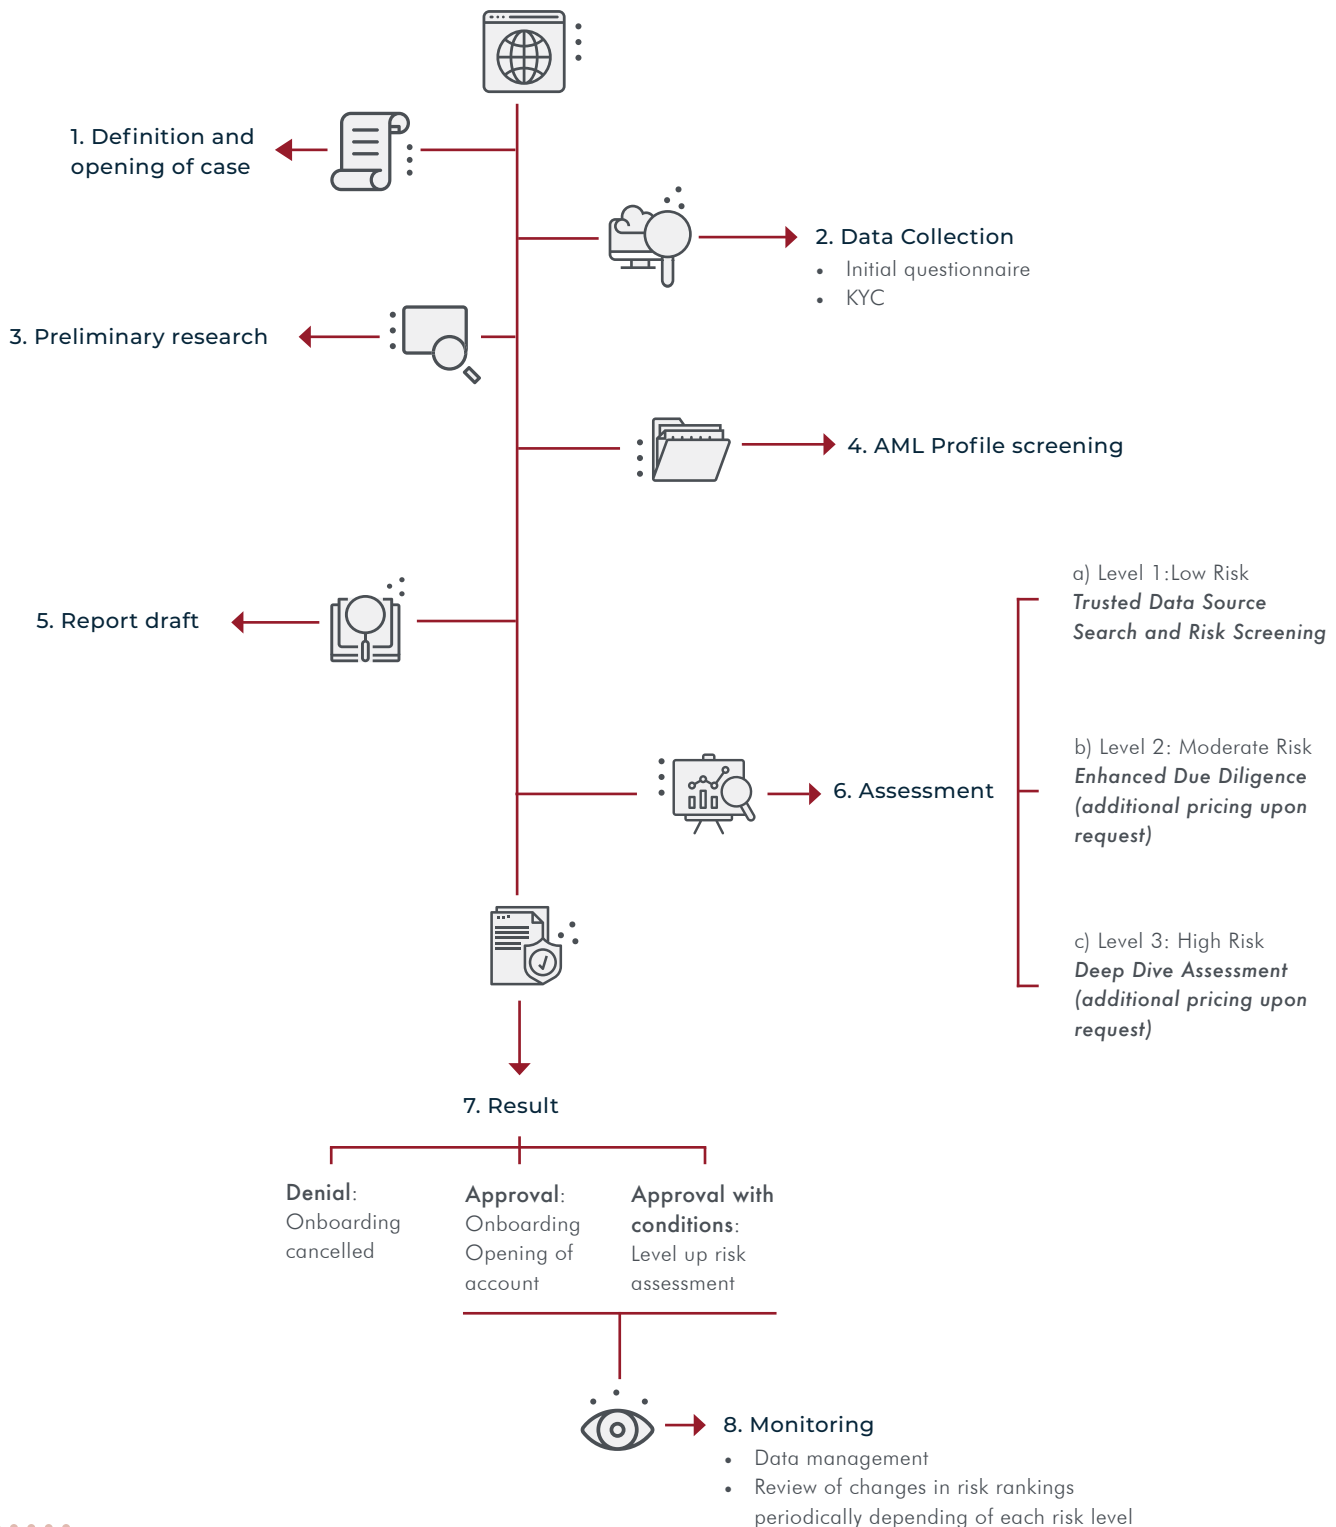 1. Definition and
opening of case
2. Data Collection
• Initial questionnaire
• KYC
3. Preliminary research
4. AML Profile screening
5. Report draft
6. Assessment
a) Level 1:Low Risk
Trusted Data Source
Search and Risk Screening
b) Level 2: Moderate Risk
Enhanced Due Diligence
(additional pricing upon
request)
c) Level 3: High Risk
Deep Dive Assessment
(additional pricing upon
request)
7. Result
Denial:
Onboarding
cancelled
Approval:
Onboarding
Opening of
account
Approval with
conditions:
Level up risk
assessment
8. Monitoring
• Data management
• Review of changes in risk rankings
periodically depending of each risk level